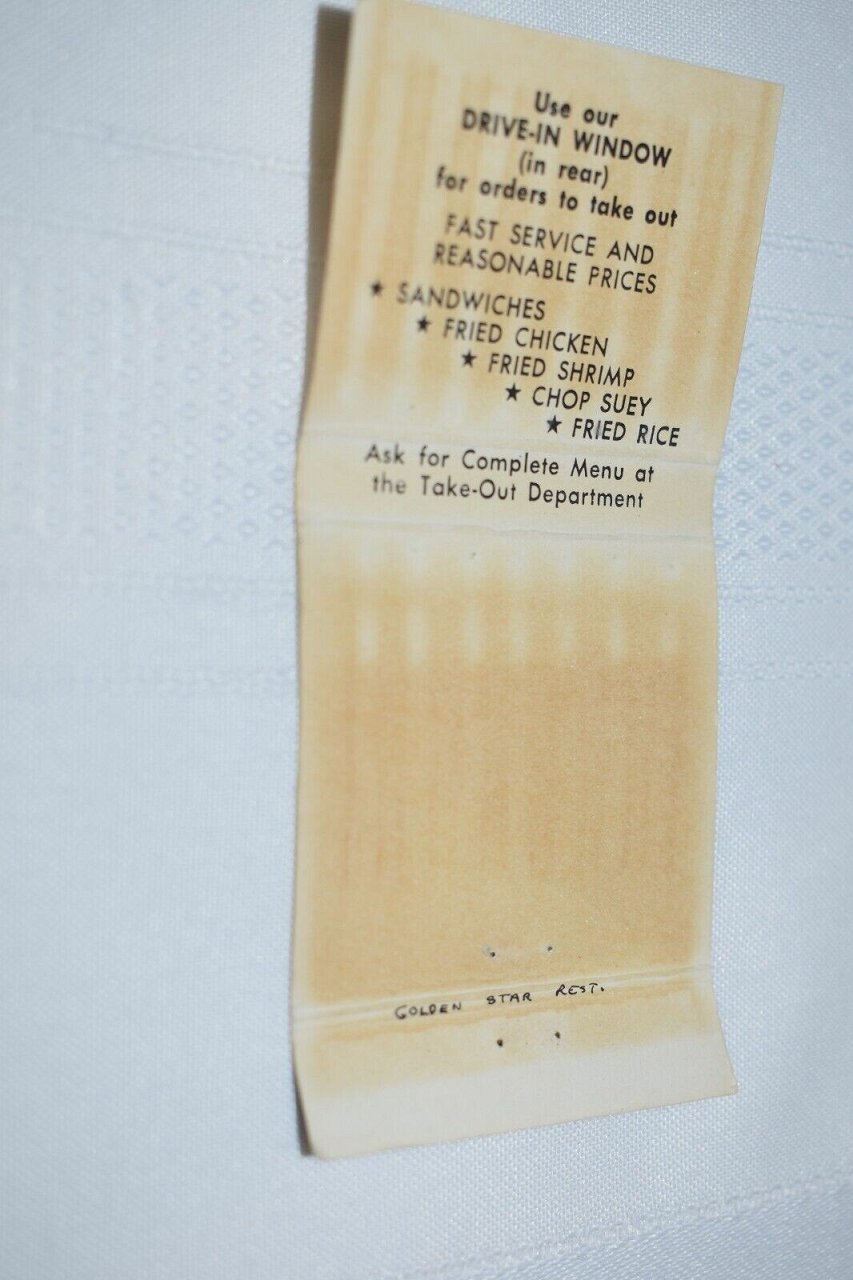 Use our
DRIVE-IN WINDOW
(in rear)
for orders to take out
FAST SERVICE AND
REASONABLE PRICES
★ SANDWICHES
★ FRIED CHICKEN
★ FRIED SHRIMP
★ CHOP SUEY
★ FRIED RICE
Ask for Complete Menu at
the Take-Out Department
GOLDEN STAR REST.